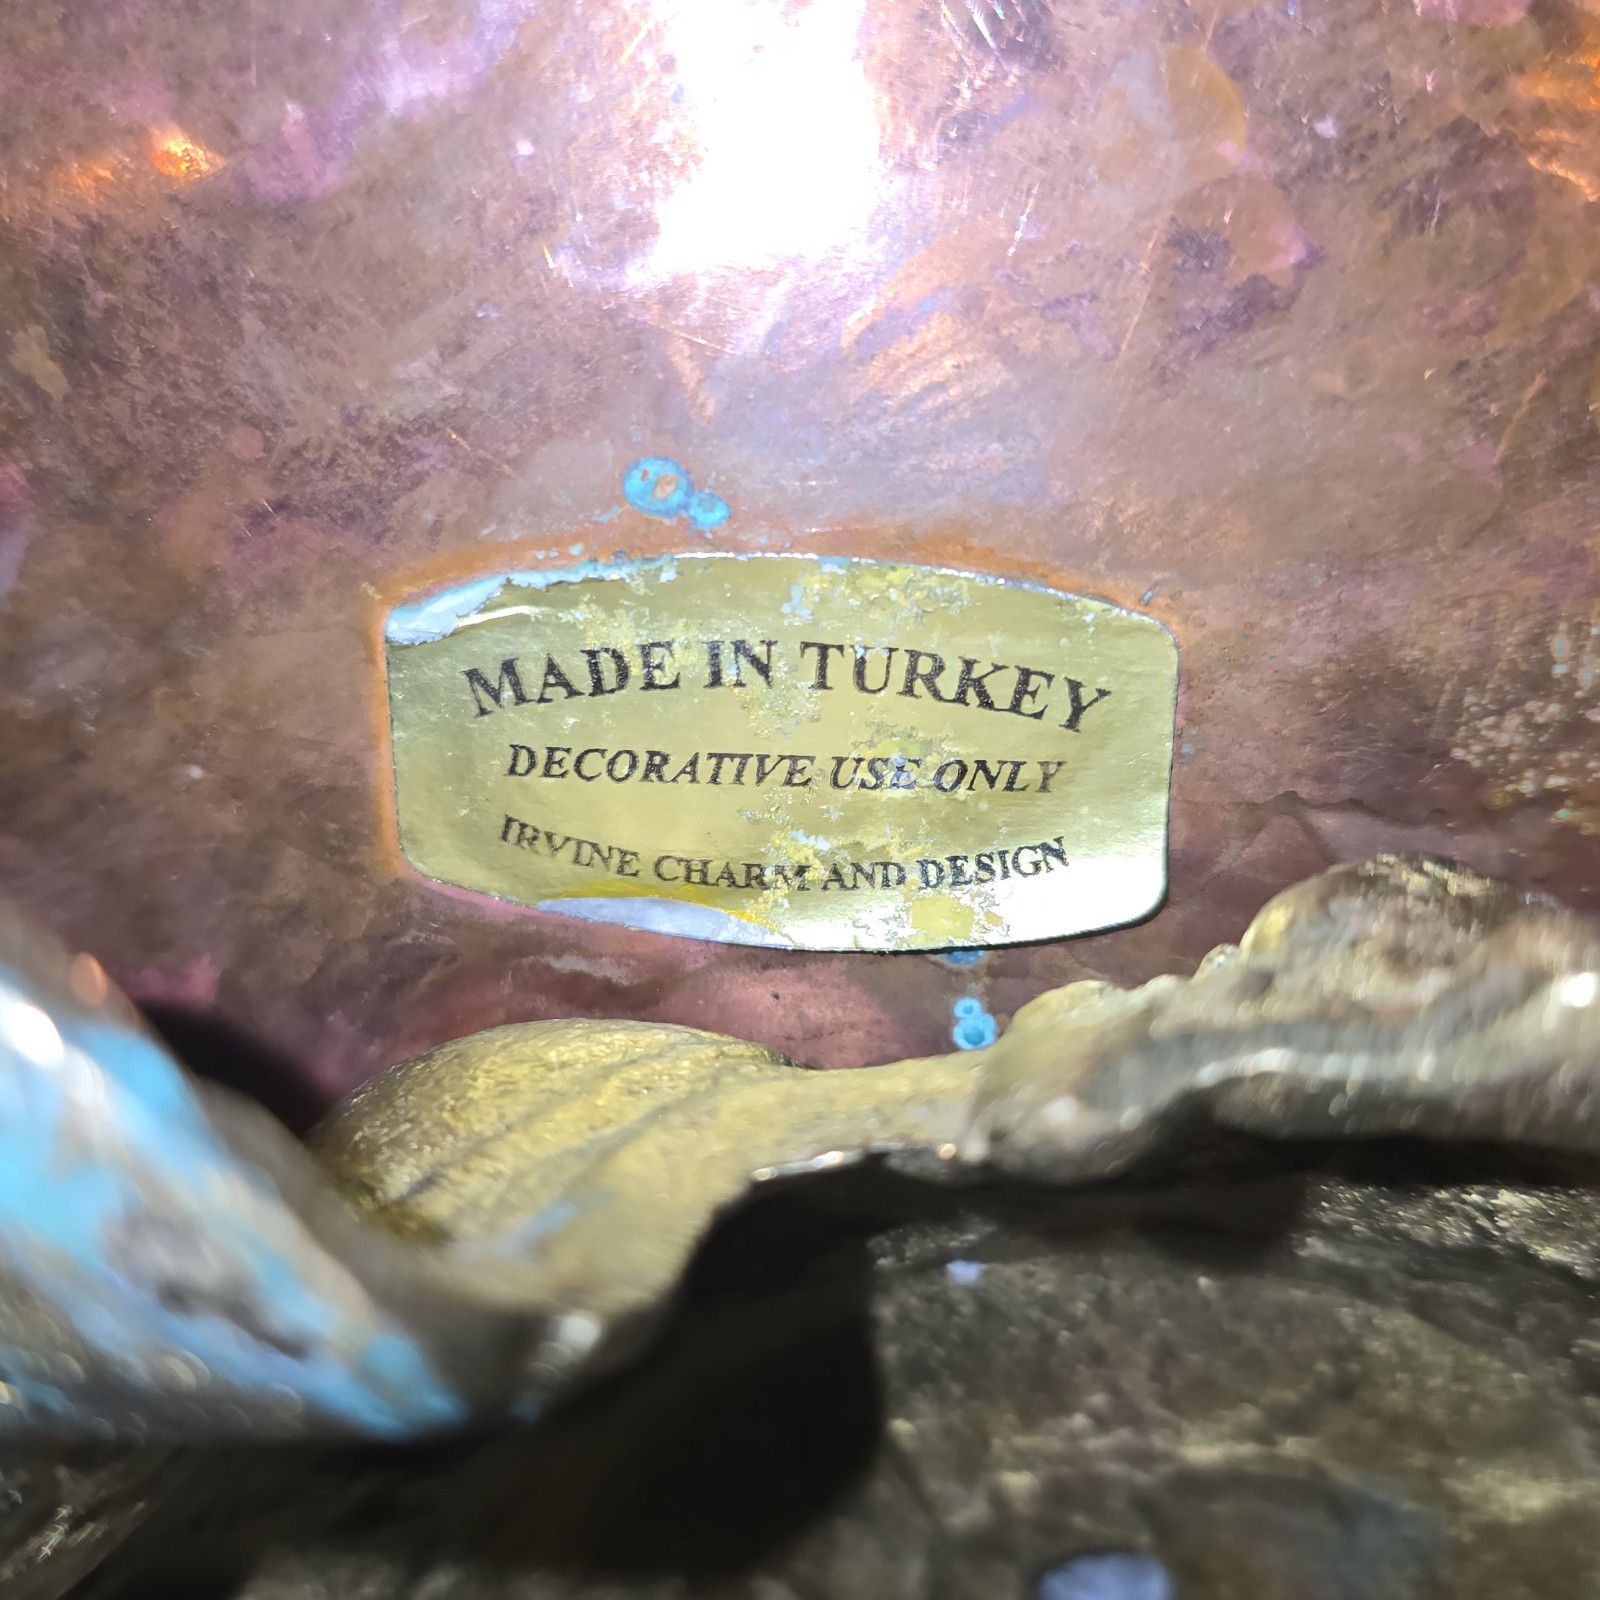 MADE IN TURKEY
DECORATIVE USE ONLY
IRVINE CHARM AND DESIGN